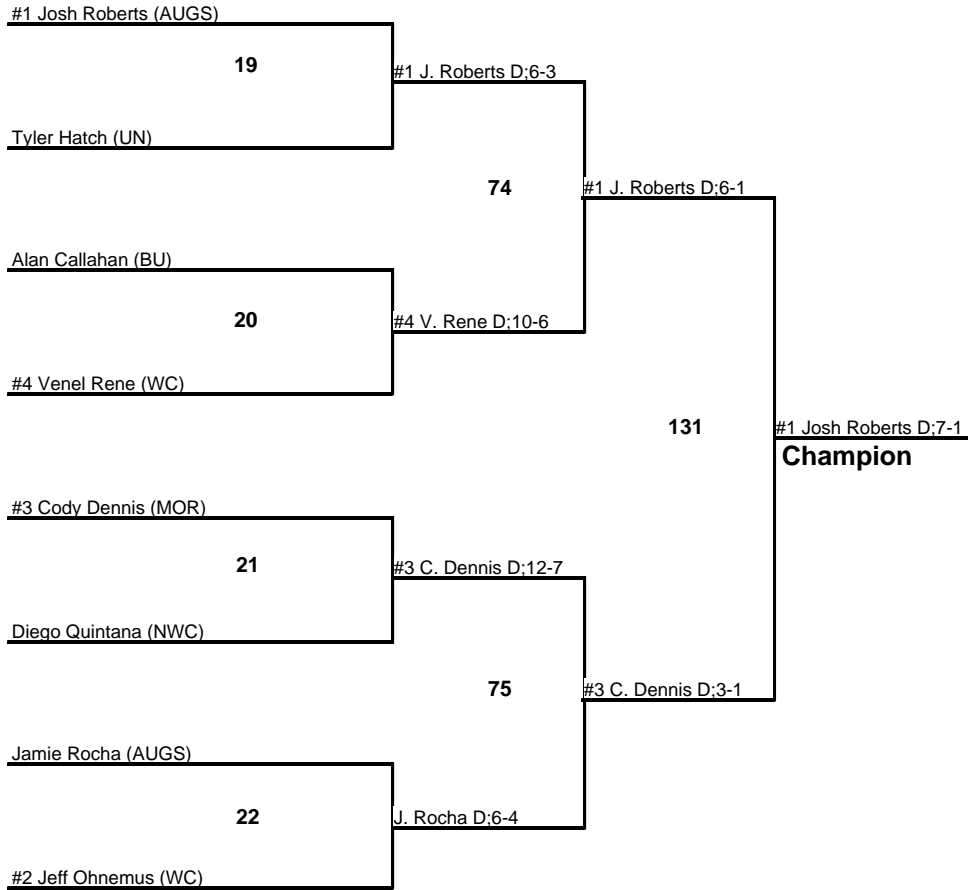 #1 Josh Roberts (AUGS)
19
#1 J. Roberts D;6-3
Tyler Hatch (UN)
74
#1 J. Roberts D;6-1
Alan Callahan (BU)
20
#4 V. Rene D;10-6
#4 Venel Rene (WC)
131
#1 Josh Roberts D;7-1
Champion
#3 Cody Dennis (MOR)
21
#3 C. Dennis D;12-7
Diego Quintana (NWC)
75
#3 C. Dennis D;3-1
Jamie Rocha (AUGS)
22
J. Rocha D;6-4
#2 Jeff Ohnemus (WC)